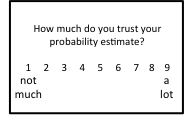 How much do you trust your
probability estimate?
1 2 3 4 5 6 7 8 9
not a
much lot